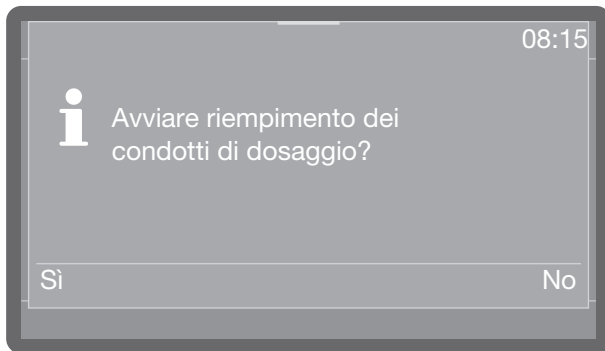 08:15
Avviare riempimento dei
condotti di dosaggio?
Sì
No